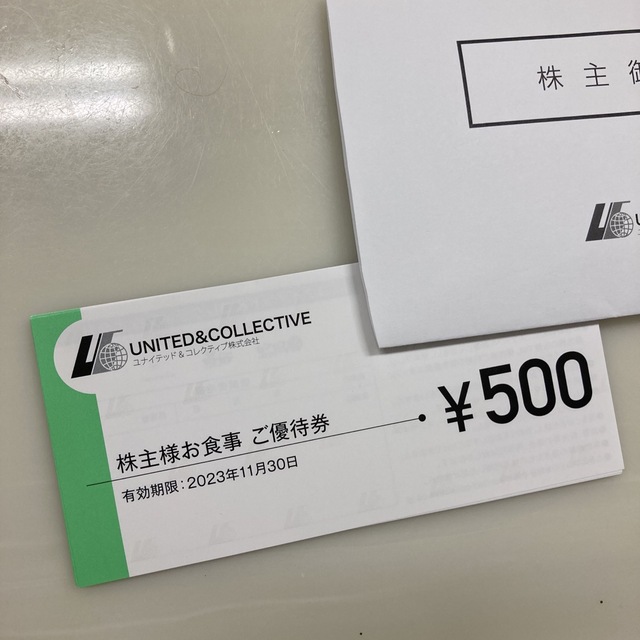 株主御
UNITED&COLLECTIVE
ユナイテッド&コレクティブ株式会社
¥500
株主様お食事 ご優待券
有効期限:2023年11月30日